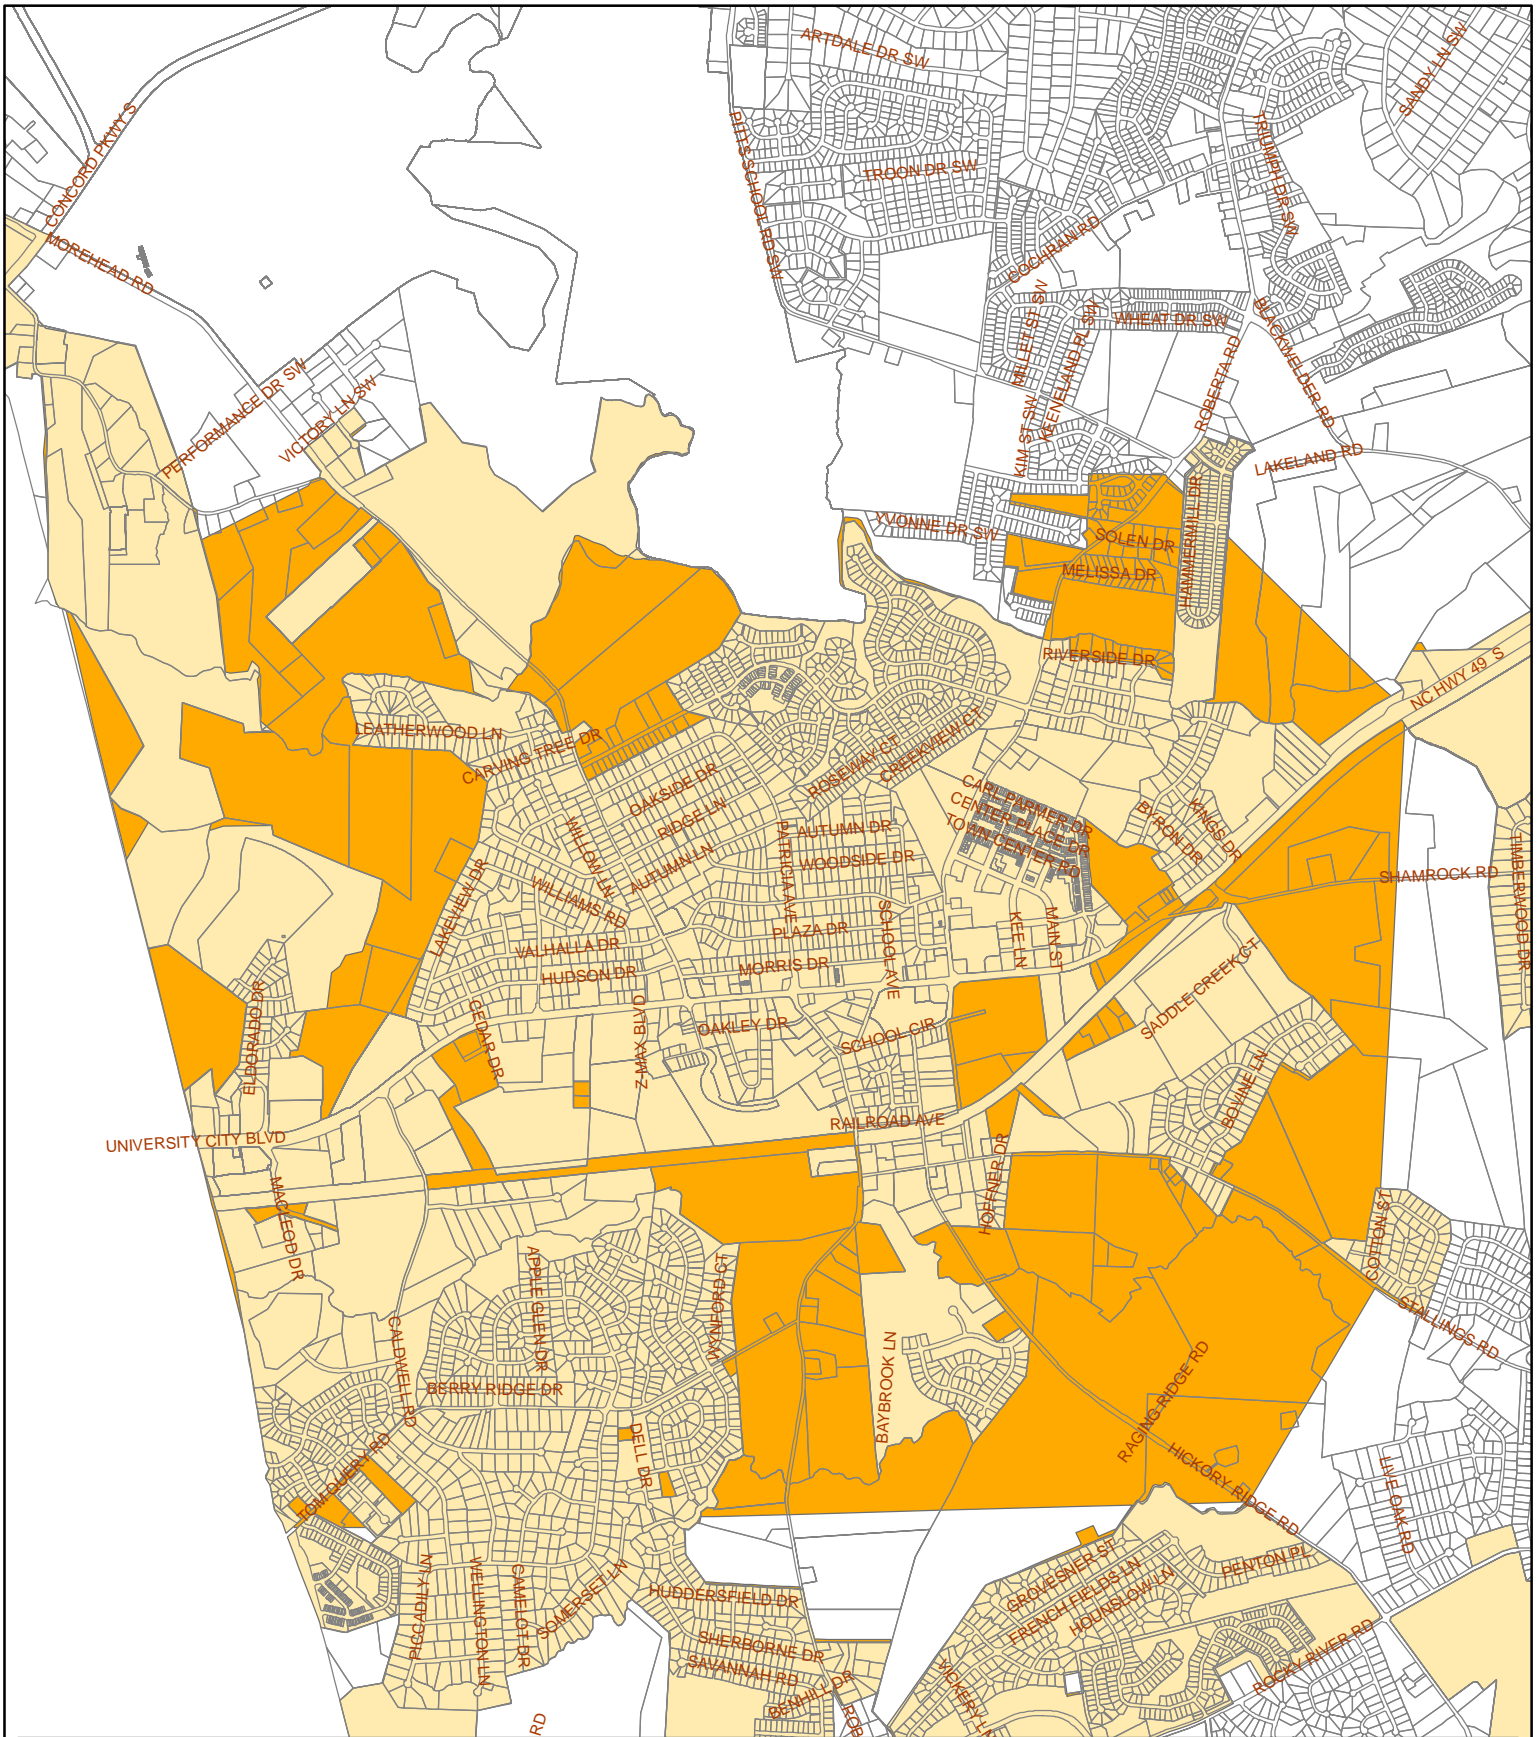 ARTDALE DR SW
SANDY LN SW
CONCORD PKWY S
PITTS SCHOOL RD SW
TRIUMPH DR SW
TROON DR SW
MOREHEAD RD
COCHRAN RD
MILLET ST SW
KEENELAND PL SW
WHEAT DR SW
BLACKWELDER RD
ROBERTA RD
PERFORMANCE DR SW
VICTORY LN SW
KIM ST SW
LAKELAND RD
YVONNE DR SW
SOLEN DR
HAMMERMILL DR
MELISSA DR
RIVERSIDE DR
NC HWY 49 S
LEATHERWOOD LN
CARVING TREE DR
ROSEWAY CT
CREEKVIEW CT
OAKSIDE DR
RIDGE LN
CARL PARMER DR
CENTER PLACE DR
TOWN CENTER RD
BYRON DR
KINGS DR
WILLOW LN
PATRICIA AVE
AUTUMN DR
AUTUMN LN
WOODSIDE DR
TIMBERWOOD DR
SHAMROCK RD
LAKEVIEW DR
WILLIAMS RD
SCHOOL AVE
KEE LN
MAIN ST
VALHALLA DR
PLAZA DR
HUDSON DR
MORRIS DR
SADDLE CREEK CT
ELDORADO DR
CEDAR DR
Z-MAX BLVD
OAKLEY DR
SCHOOL CIR
BOVINE LN
UNIVERSITY CITY BLVD
RAILROAD AVE
HOFFNER DR
MACLEOD DR
COTTON ST
APPLE GLEN DR
WYNFORD CT
STALLINGS RD
CALDWELL RD
BAYBROOK LN
RAGING RIDGE RD
BERRY RIDGE DR
DELL DR
TOM QUERY RD
HICKORY RIDGE RD
LIVE OAK RD
PICCADILY LN
WELLINGTON LN
CAMELOT DR
SOMERSET LN
HUDDERSFIELD DR
GROVESNER ST
FRENCH FIELDS LN
HOUNSLOW LN
PENTON PL
SHERBORNE DR
SAVANNAH RD
BENHILL DR
VICKERY LN
ROCKY RIVER RD
RD
ROB